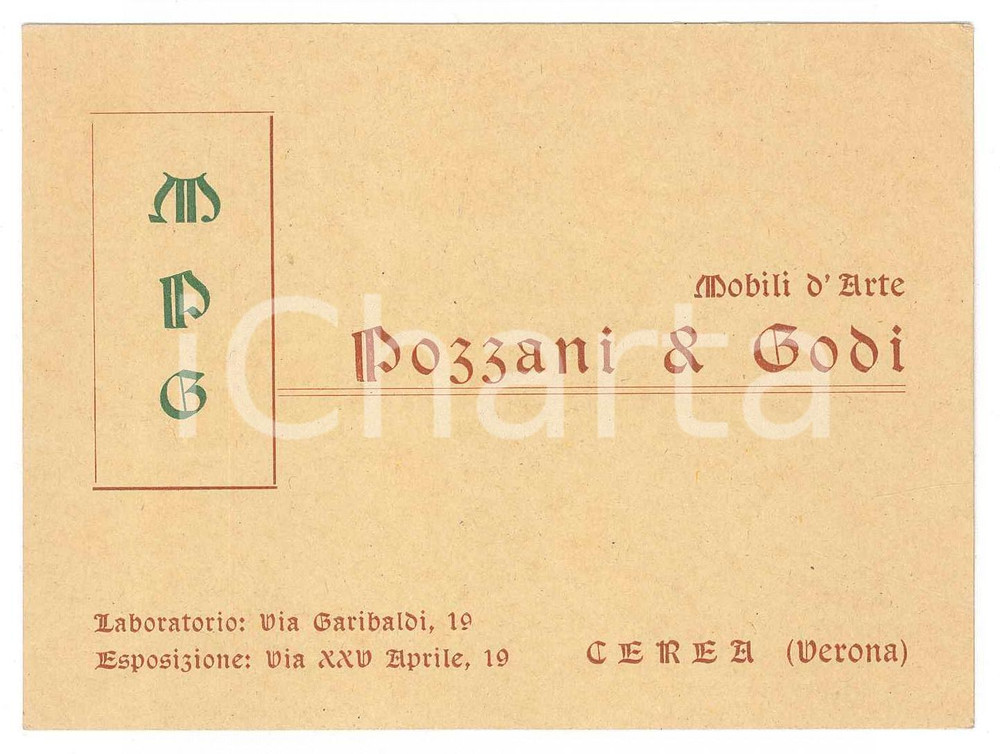 M
P
G
Mobili d'Arte
Pozzani & Godi
iCharta
Laboratorio: Via Garibaldi, 19
Esposizione: Via XXV Aprile, 19
CEREA (Verona)